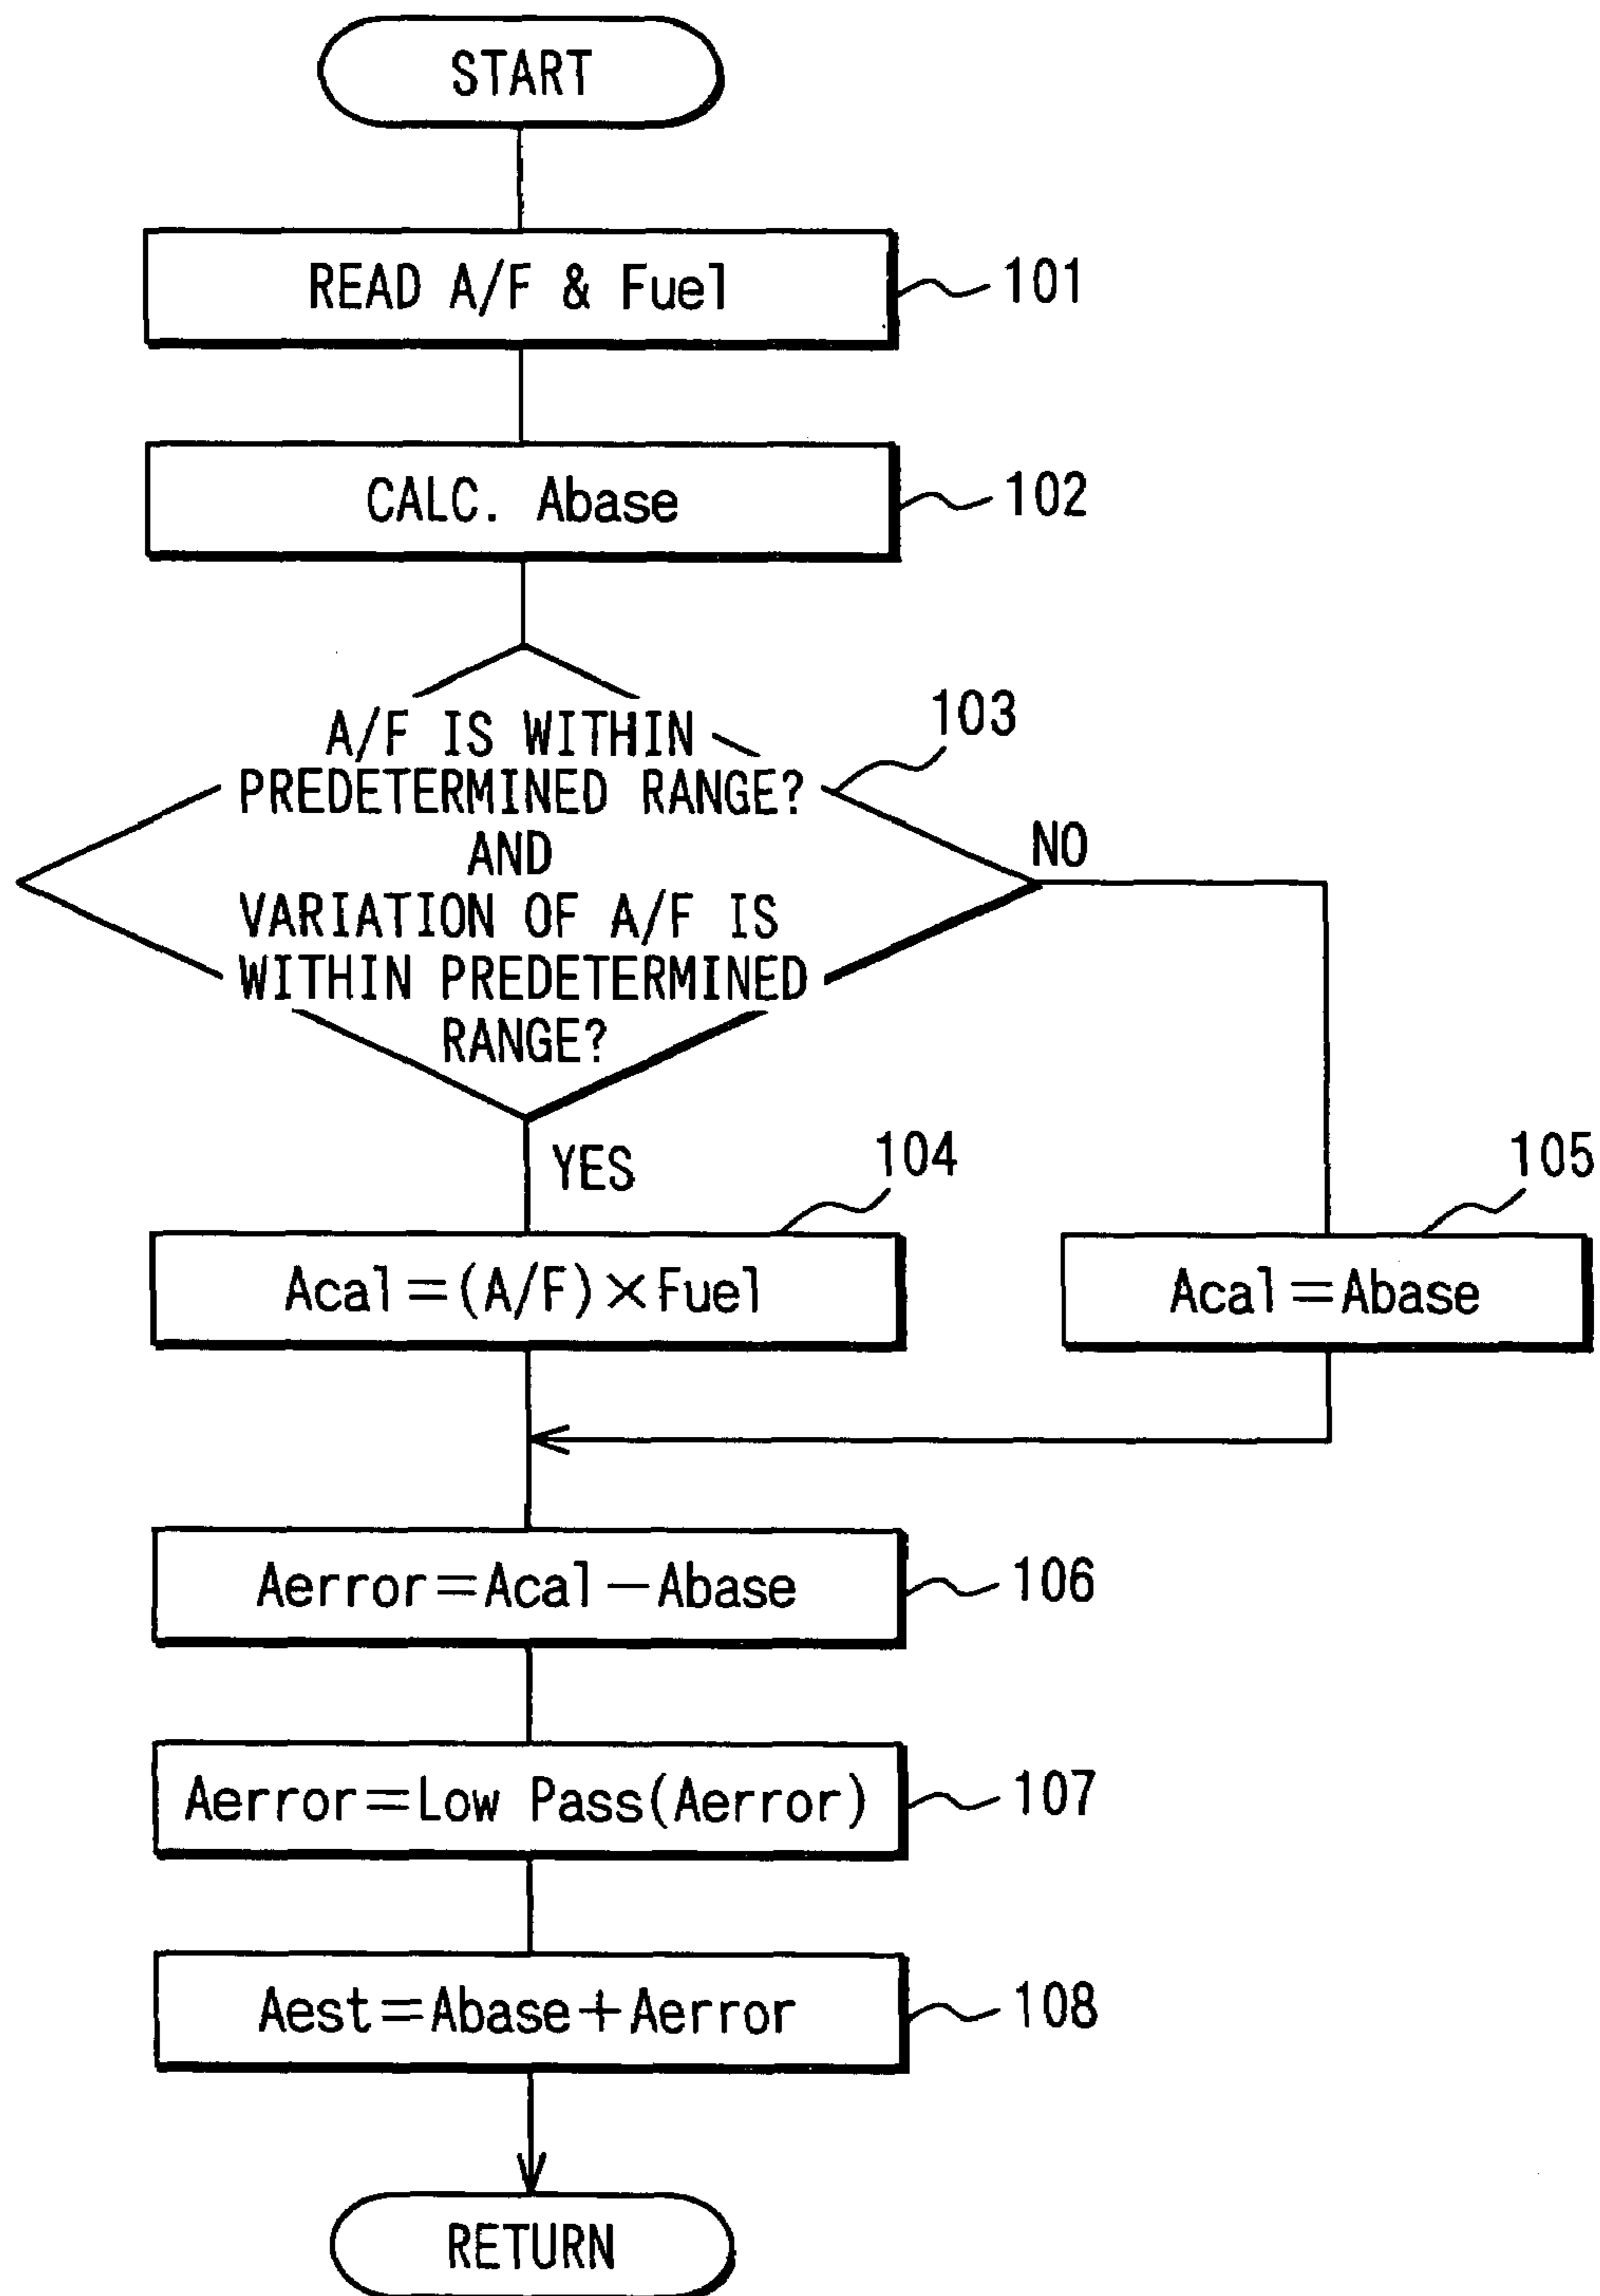 START
READ A/F & Fuel
101
CALC. Abase
102
A/F IS WITHIN
PREDETERMINED RANGE?
AND
VARIATION OF A/F IS
WITHIN PREDETERMINED
RANGE?
103
NO
YES
104
Acal=(A/F)×Fuel
105
Acal=Abase
Aerror=Acal−Abase
106
Aerror=Low Pass(Aerror)
107
Aest=Abase+Aerror
108
RETURN